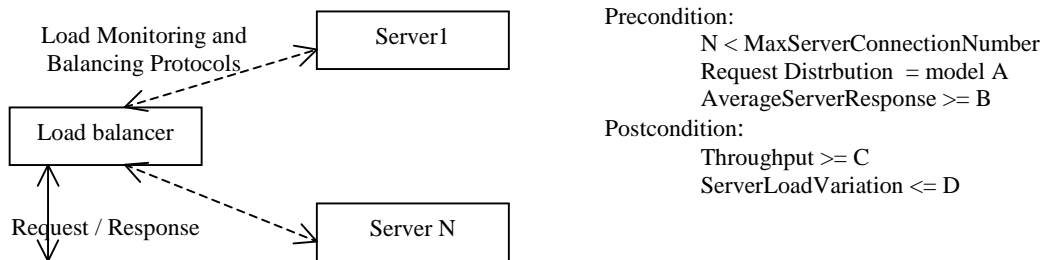 Load Monitoring and
Balancing Protocols
Server1
Load balancer
Request / Response
Server N
Precondition:
N < MaxServerConnectionNumber
Request Distrbution = model A
AverageServerResponse >= B
Postcondition:
Throughput >= C
ServerLoadVariation <= D